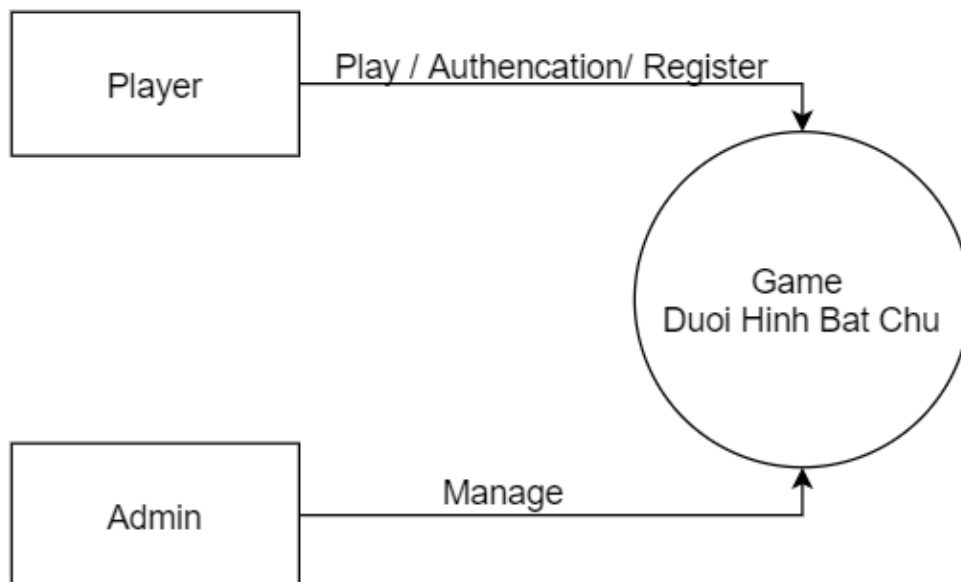 Player
Play / Authencation/ Register
Game
Duoi Hinh Bat Chu
Admin
Manage